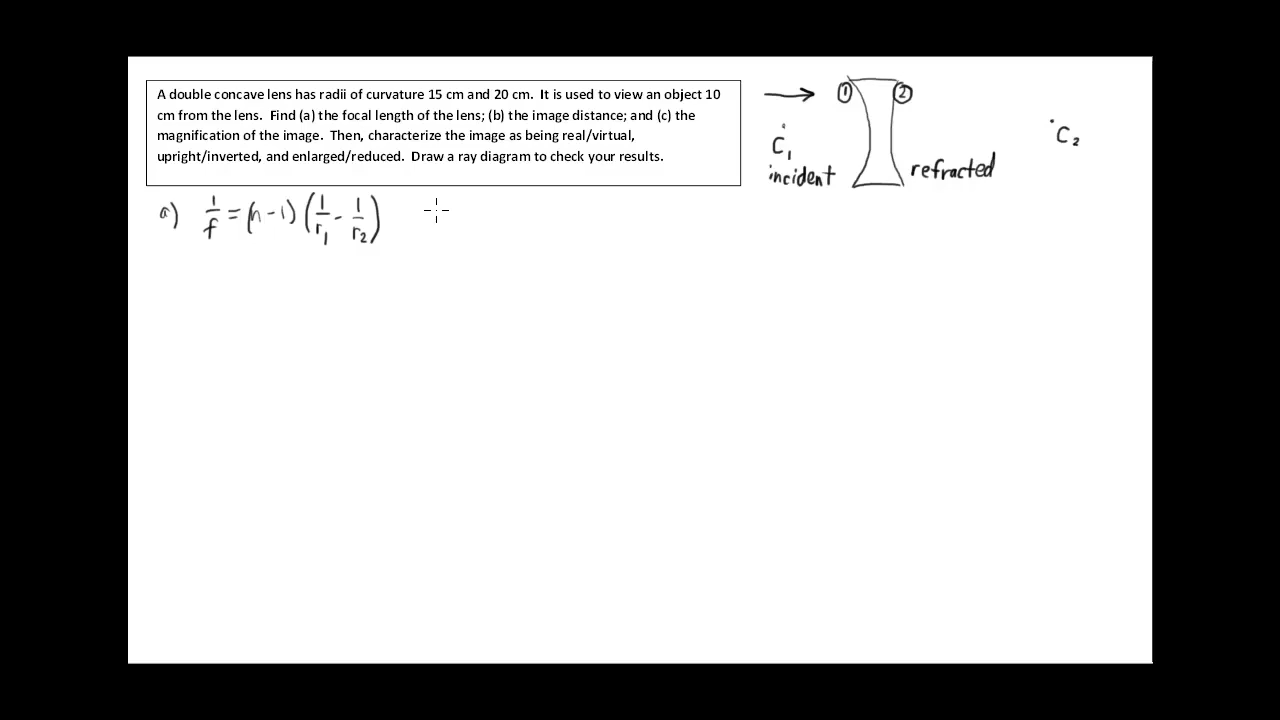 A double concave lens has radii of curvature 15 cm and 20 cm. It is used to view an object 10
cm from the lens. Find (a) the focal length of the lens; (b) the image distance; and (c) the
magnification of the image. Then, characterize the image as being real/virtual,
upright/inverted, and enlarged/reduced. Draw a ray diagram to check your results.
① ②
C₁
C₂
incident
refracted
a) 1/f = (n - 1) (1/r₁ - 1/r₂)